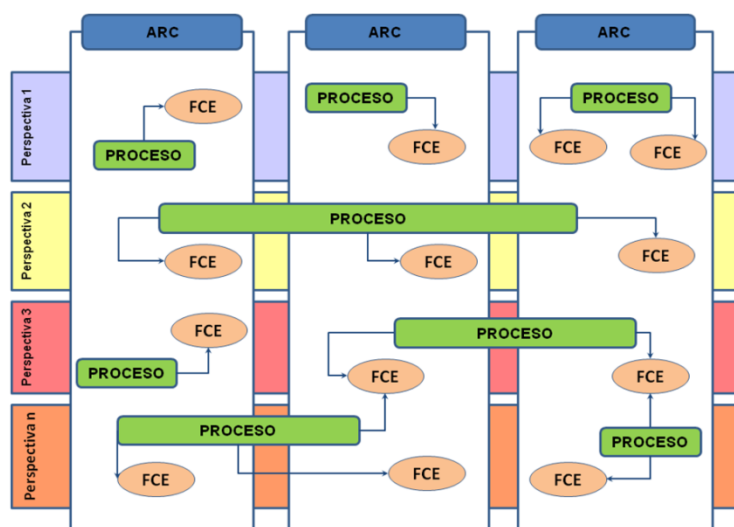 ARC
ARC
ARC
Perspectiva 1
FCE
PROCESO
PROCESO
FCE
PROCESO
FCE
FCE
Perspectiva 2
PROCESO
FCE
FCE
FCE
Perspectiva 3
FCE
PROCESO
PROCESO
FCE
FCE
Perspectiva n
PROCESO
FCE
FCE
PROCESO
FCE